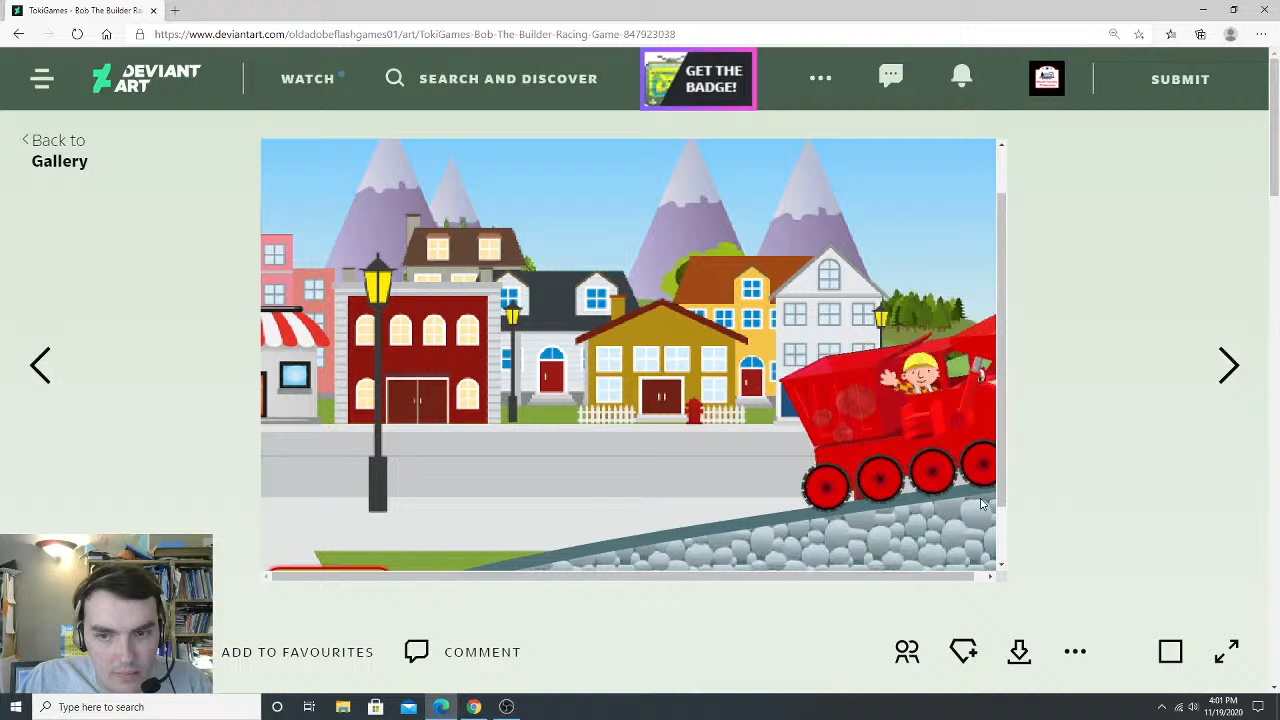 TokiGames - Bob The Builder Ra
https://www.deviantart.com/oldadobeflashgames01/art/TokiGames-Bob-The-Builder-Racing-Game-847923038
DEVIANT
ART
WATCH
SEARCH AND DISCOVER
GET THE
BADGE!
SUBMIT
Back to
Gallery
ADD TO FAVOURITES
COMMENT
Type here to search
4:01 PM
11/19/2020